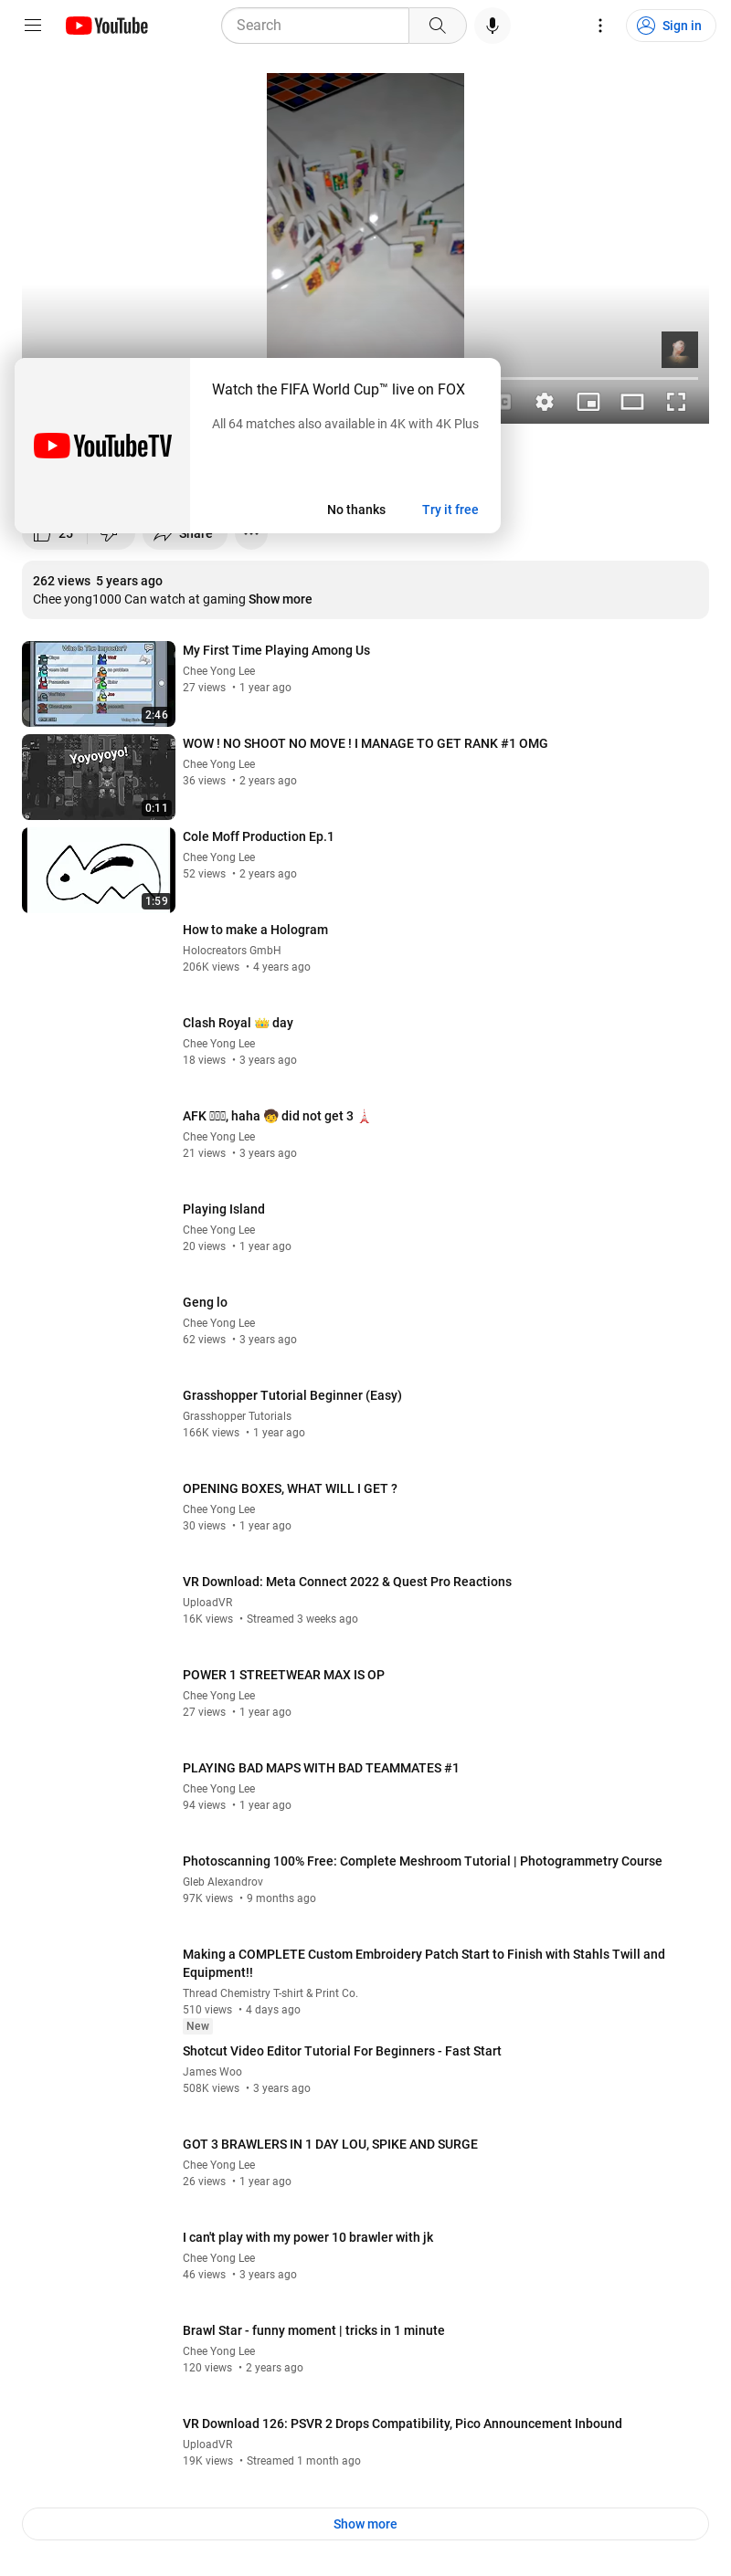 YouTube
Search
Sign in
Watch the FIFA World Cup™ live on FOX
All 64 matches also available in 4K with 4K Plus
YouTubeTV
No thanks
Try it free
25
Share
262 views 5 years ago
Chee yong1000 Can watch at gaming Show more
Who Is The Impostor?
2:46
My First Time Playing Among Us
Chee Yong Lee
27 views • 1 year ago
Yoyoyoyo!
0:11
WOW ! NO SHOOT NO MOVE ! I MANAGE TO GET RANK #1 OMG
Chee Yong Lee
36 views • 2 years ago
1:59
Cole Moff Production Ep.1
Chee Yong Lee
52 views • 2 years ago
How to make a Hologram
Holocreators GmbH
206K views • 4 years ago
Clash Royal 👑 day
Chee Yong Lee
18 views • 3 years ago
AFK , haha 🧒 did not get 3 🗼
Chee Yong Lee
21 views • 3 years ago
Playing Island
Chee Yong Lee
20 views • 1 year ago
Geng lo
Chee Yong Lee
62 views • 3 years ago
Grasshopper Tutorial Beginner (Easy)
Grasshopper Tutorials
166K views • 1 year ago
OPENING BOXES, WHAT WILL I GET ?
Chee Yong Lee
30 views • 1 year ago
VR Download: Meta Connect 2022 & Quest Pro Reactions
UploadVR
16K views • Streamed 3 weeks ago
POWER 1 STREETWEAR MAX IS OP
Chee Yong Lee
27 views • 1 year ago
PLAYING BAD MAPS WITH BAD TEAMMATES #1
Chee Yong Lee
94 views • 1 year ago
Photoscanning 100% Free: Complete Meshroom Tutorial | Photogrammetry Course
Gleb Alexandrov
97K views • 9 months ago
Making a COMPLETE Custom Embroidery Patch Start to Finish with Stahls Twill and
Equipment!!
Thread Chemistry T-shirt & Print Co.
510 views • 4 days ago
New
Shotcut Video Editor Tutorial For Beginners - Fast Start
James Woo
508K views • 3 years ago
GOT 3 BRAWLERS IN 1 DAY LOU, SPIKE AND SURGE
Chee Yong Lee
26 views • 1 year ago
I can't play with my power 10 brawler with jk
Chee Yong Lee
46 views • 3 years ago
Brawl Star - funny moment | tricks in 1 minute
Chee Yong Lee
120 views • 2 years ago
VR Download 126: PSVR 2 Drops Compatibility, Pico Announcement Inbound
UploadVR
19K views • Streamed 1 month ago
Show more